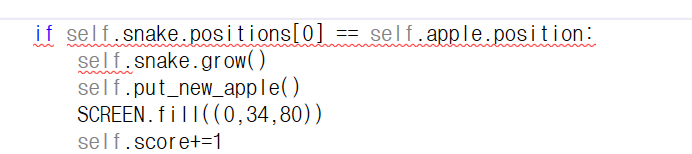 if self.snake.positions[0] == self.apple.position:
self.snake.grow()
self.put_new_apple()
SCREEN.fill((0,34,80))
self.score+=1